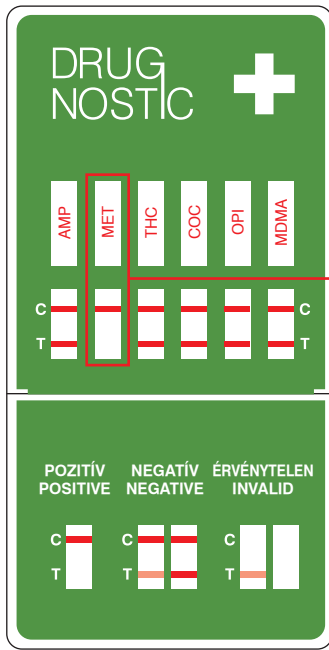 DRUG
NOSTIC
AMP MET THC COC OPI MDMA
C C
T T
POZITÍV NEGATÍV ÉRVÉNYTELEN
POSITIVE NEGATIVE INVALID
C C C
T T T